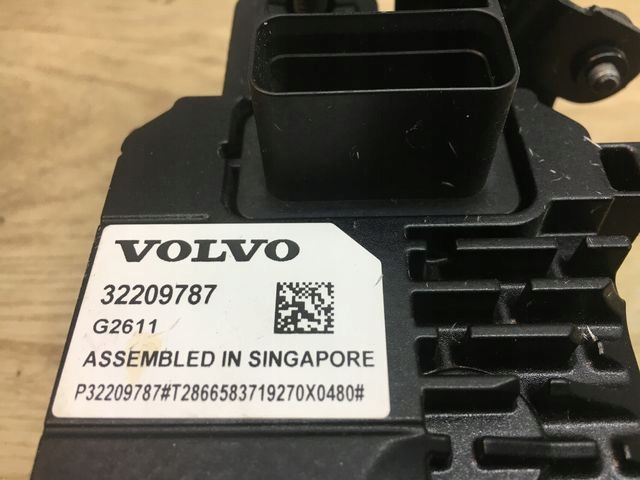 VOLVO
32209787
G2611
ASSEMBLED IN SINGAPORE
P32209787#T2866583719270X0480#